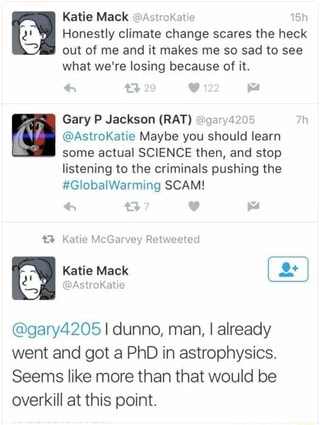 Katie Mack @AstroKatie 15h
Honestly climate change scares the heck
out of me and it makes me so sad to see
what we're losing because of it.
29 122
Gary P Jackson (RAT) @gary4205 7h
@AstroKatie Maybe you should learn
some actual SCIENCE then, and stop
listening to the criminals pushing the
#GlobalWarming SCAM!
7
Katie McGarvey Retweeted
Katie Mack
@AstroKatie
@gary4205 I dunno, man, I already
went and got a PhD in astrophysics.
Seems like more than that would be
overkill at this point.